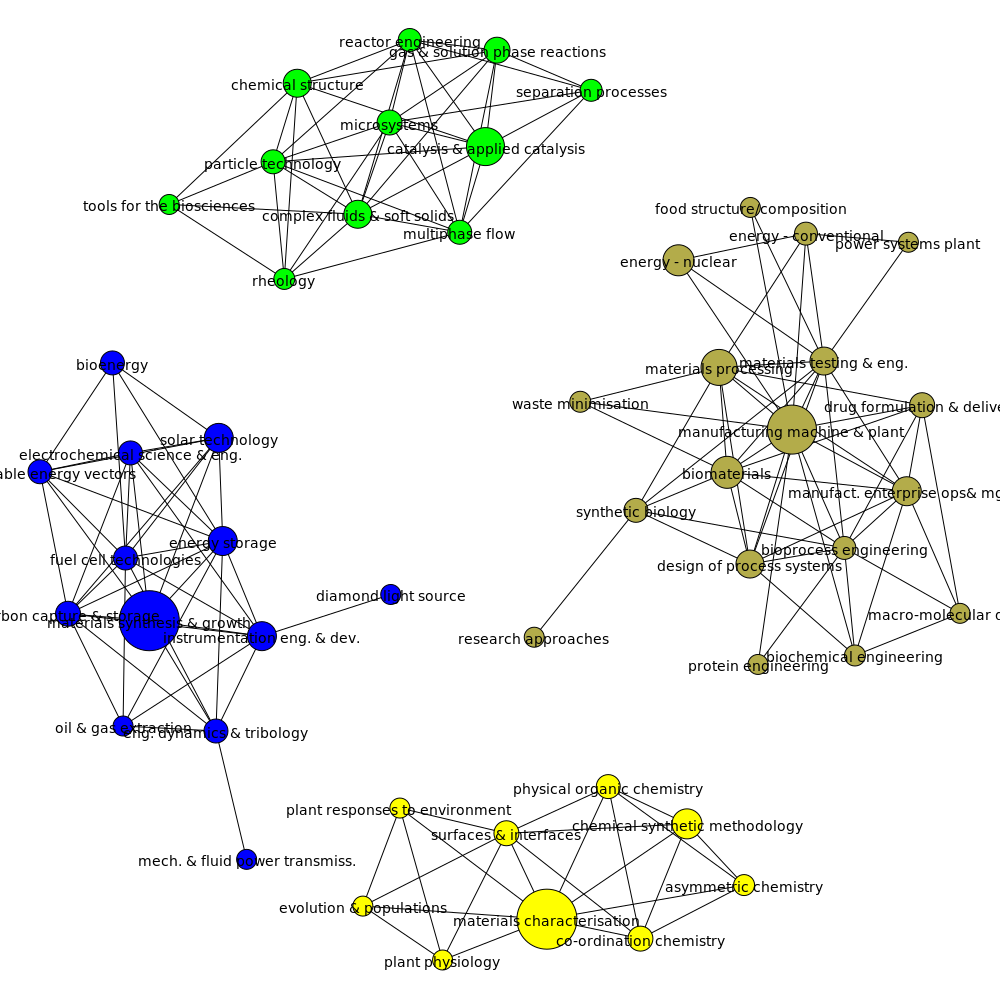 reactor engineering
gas & solution phase reactions
chemical structure
separation processes
microsystems
catalysis & applied catalysis
particle technology
tools for the biosciences
complex fluids & soft solids
multiphase flow
rheology
food structure/composition
energy - conventional
power systems plant
energy - nuclear
materials testing & eng.
materials processing
waste minimisation
drug formulation & delive
manufacturing machine & plant
biomaterials
manufact. enterprise ops& mg
synthetic biology
bioprocess engineering
design of process systems
macro-molecular d
research approaches
biochemical engineering
protein engineering
bioenergy
solar technology
electrochemical science & eng.
able energy vectors
energy storage
fuel cell technologies
diamond light source
rbon capture & storage
materials synthesis & growth
instrumentation eng. & dev.
oil & gas extraction
eng. dynamics & tribology
mech. & fluid power transmiss.
physical organic chemistry
plant responses to environment
chemical synthetic methodology
surfaces & interfaces
asymmetric chemistry
evolution & populations
materials characterisation
co-ordination chemistry
plant physiology